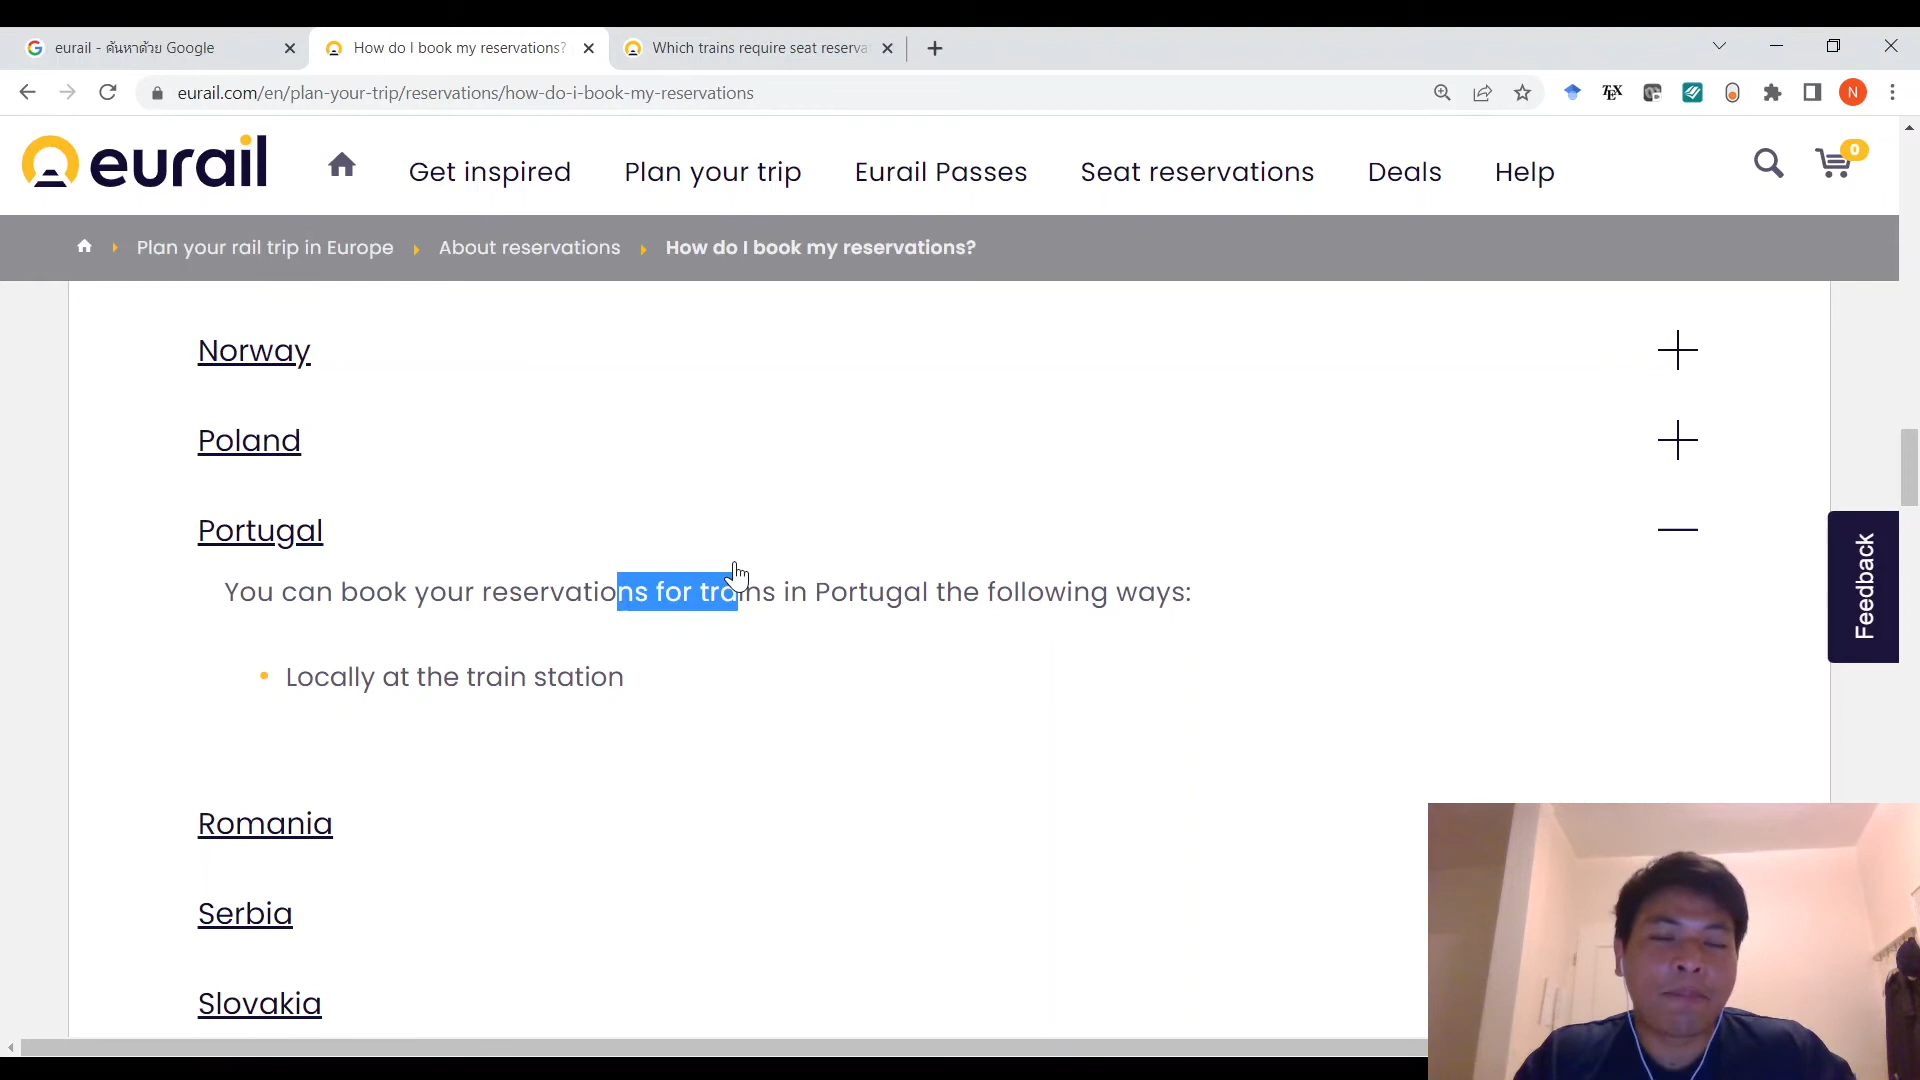 eurail - ค้นหาด้วย Google
How do I book my reservations?
Which trains require seat reserva
eurail.com/en/plan-your-trip/reservations/how-do-i-book-my-reservations
TEX
N
eurail
Get inspired
Plan your trip
Eurail Passes
Seat reservations
Deals
Help
0
Plan your rail trip in Europe
About reservations
How do I book my reservations?
Norway
Poland
Portugal
You can book your reservations for trains in Portugal the following ways:
• Locally at the train station
Romania
Serbia
Slovakia
Feedback